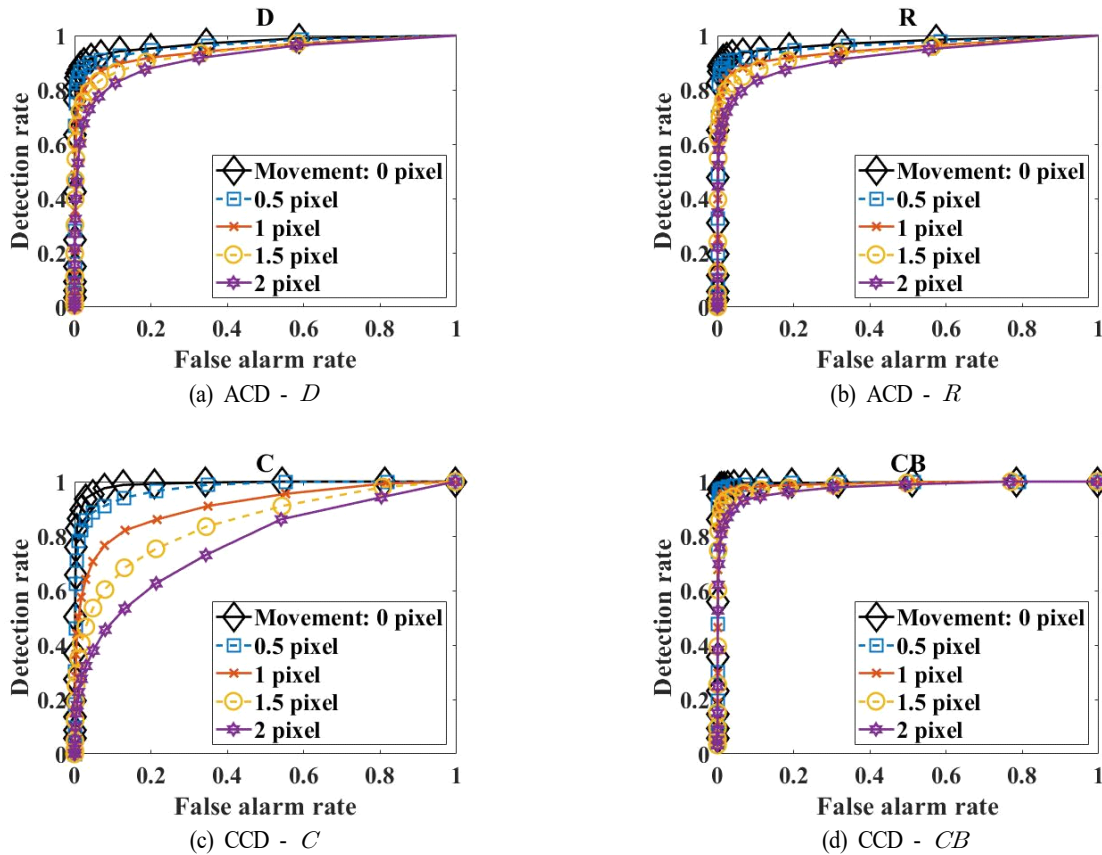 D
1
0.8
0.6
0.4
0.2
0
Detection rate
Movement: 0 pixel
0.5 pixel
1 pixel
1.5 pixel
2 pixel
0 0.2 0.4 0.6 0.8 1
False alarm rate
(a) ACD - D
R
1
0.8
0.6
0.4
0.2
0
Detection rate
Movement: 0 pixel
0.5 pixel
1 pixel
1.5 pixel
2 pixel
0 0.2 0.4 0.6 0.8 1
False alarm rate
(b) ACD - R
C
1
0.8
0.6
0.4
0.2
0
Detection rate
Movement: 0 pixel
0.5 pixel
1 pixel
1.5 pixel
2 pixel
0 0.2 0.4 0.6 0.8 1
False alarm rate
(c) CCD - C
CB
1
0.8
0.6
0.4
0.2
0
Detection rate
Movement: 0 pixel
0.5 pixel
1 pixel
1.5 pixel
2 pixel
0 0.2 0.4 0.6 0.8 1
False alarm rate
(d) CCD - CB